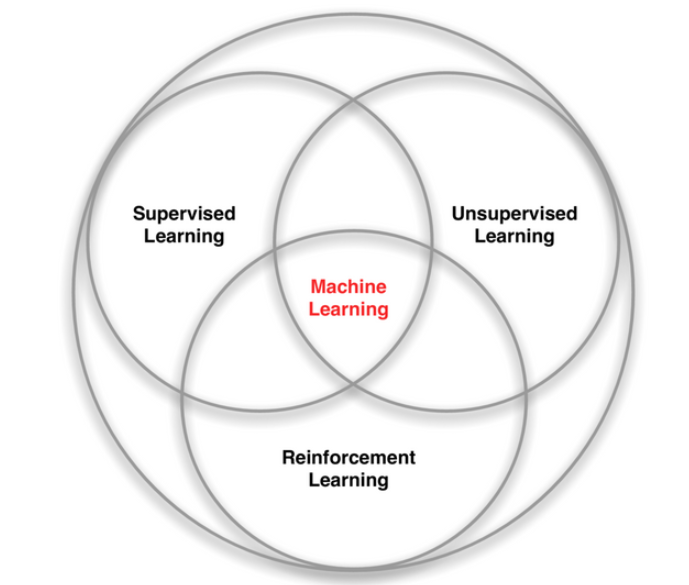 Supervised
Learning
Unsupervised
Learning
Machine
Learning
Reinforcement
Learning